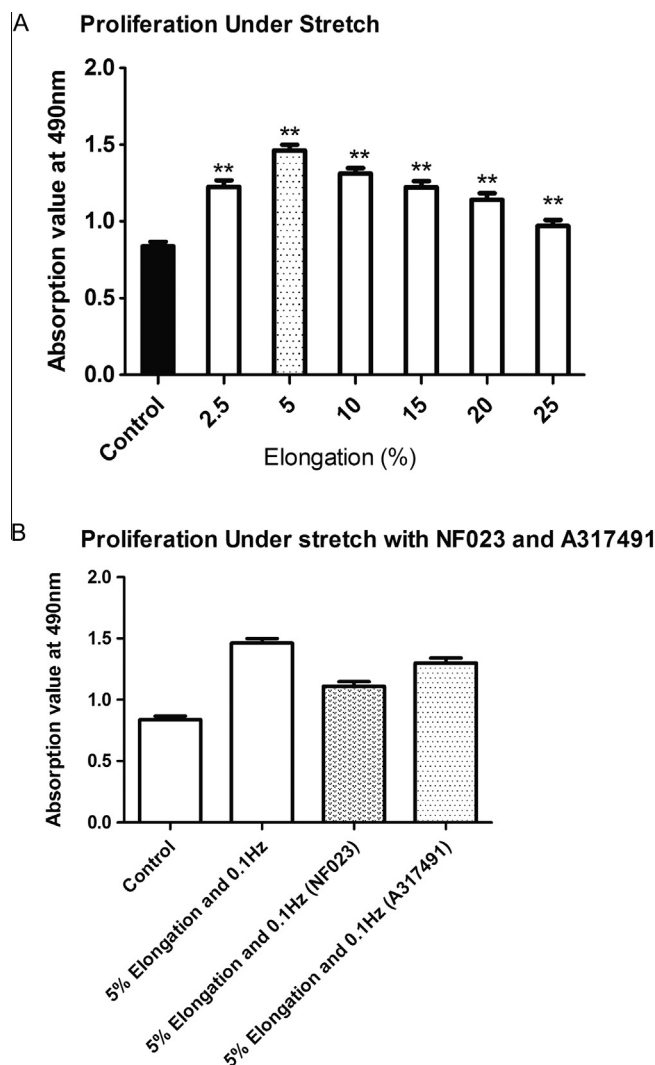 A
Proliferation Under Stretch
Absorption value at 490nm
2.0
1.5
1.0
0.5
0.0
**
**
**
**
**
**
Control
2.5
5
10
15
20
25
Elongation (%)
B
Proliferation Under stretch with NF023 and A317491
Absorption value at 490nm
2.0
1.5
1.0
0.5
0.0
Control
5% Elongation and 0.1Hz
5% Elongation and 0.1Hz (NF023)
5% Elongation and 0.1Hz (A317491)